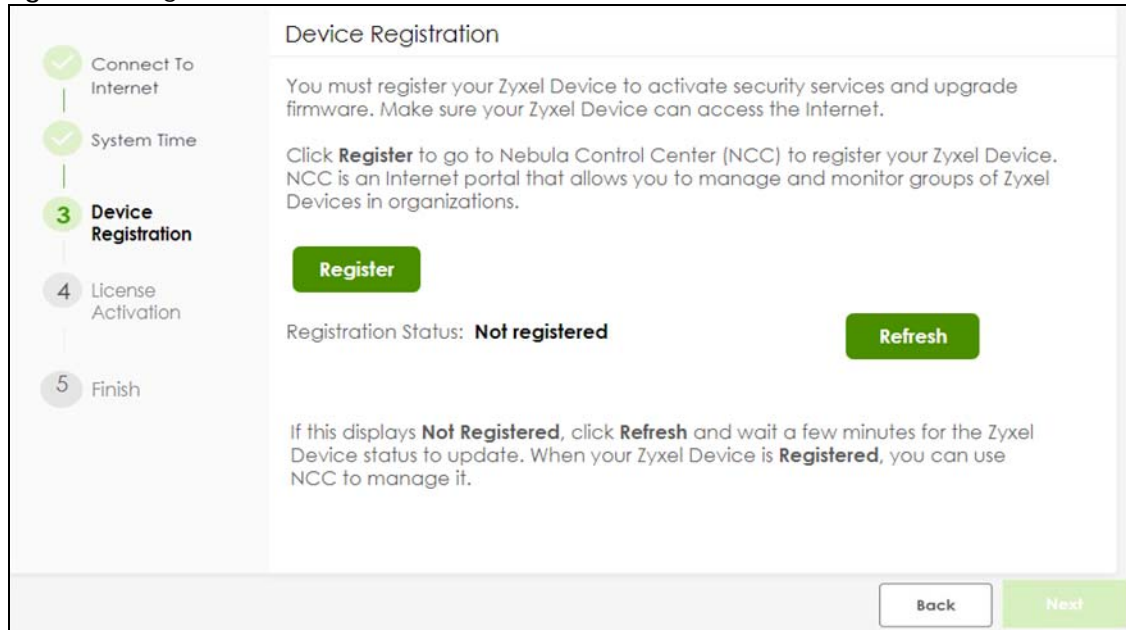 Device Registration
Connect To
Internet
System Time
3 Device
Registration
4 License
Activation
5 Finish
You must register your Zyxel Device to activate security services and upgrade
firmware. Make sure your Zyxel Device can access the Internet.
Click Register to go to Nebula Control Center (NCC) to register your Zyxel Device.
NCC is an Internet portal that allows you to manage and monitor groups of Zyxel
Devices in organizations.
Register
Registration Status: Not registered
Refresh
If this displays Not Registered, click Refresh and wait a few minutes for the Zyxel
Device status to update. When your Zyxel Device is Registered, you can use
NCC to manage it.
Back
Next